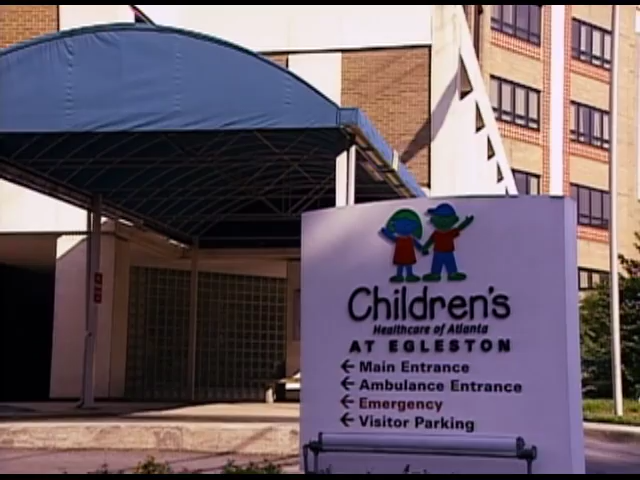 Children's
Healthcare of Atlanta
AT EGLESTON
← Main Entrance
← Ambulance Entrance
← Emergency
← Visitor Parking